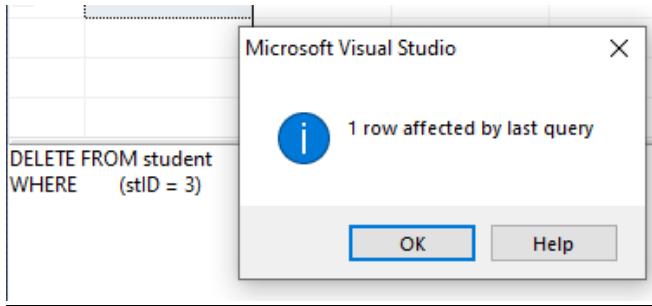 Microsoft Visual Studio
1 row affected by last query
DELETE FROM student
WHERE (stID = 3)
OK Help